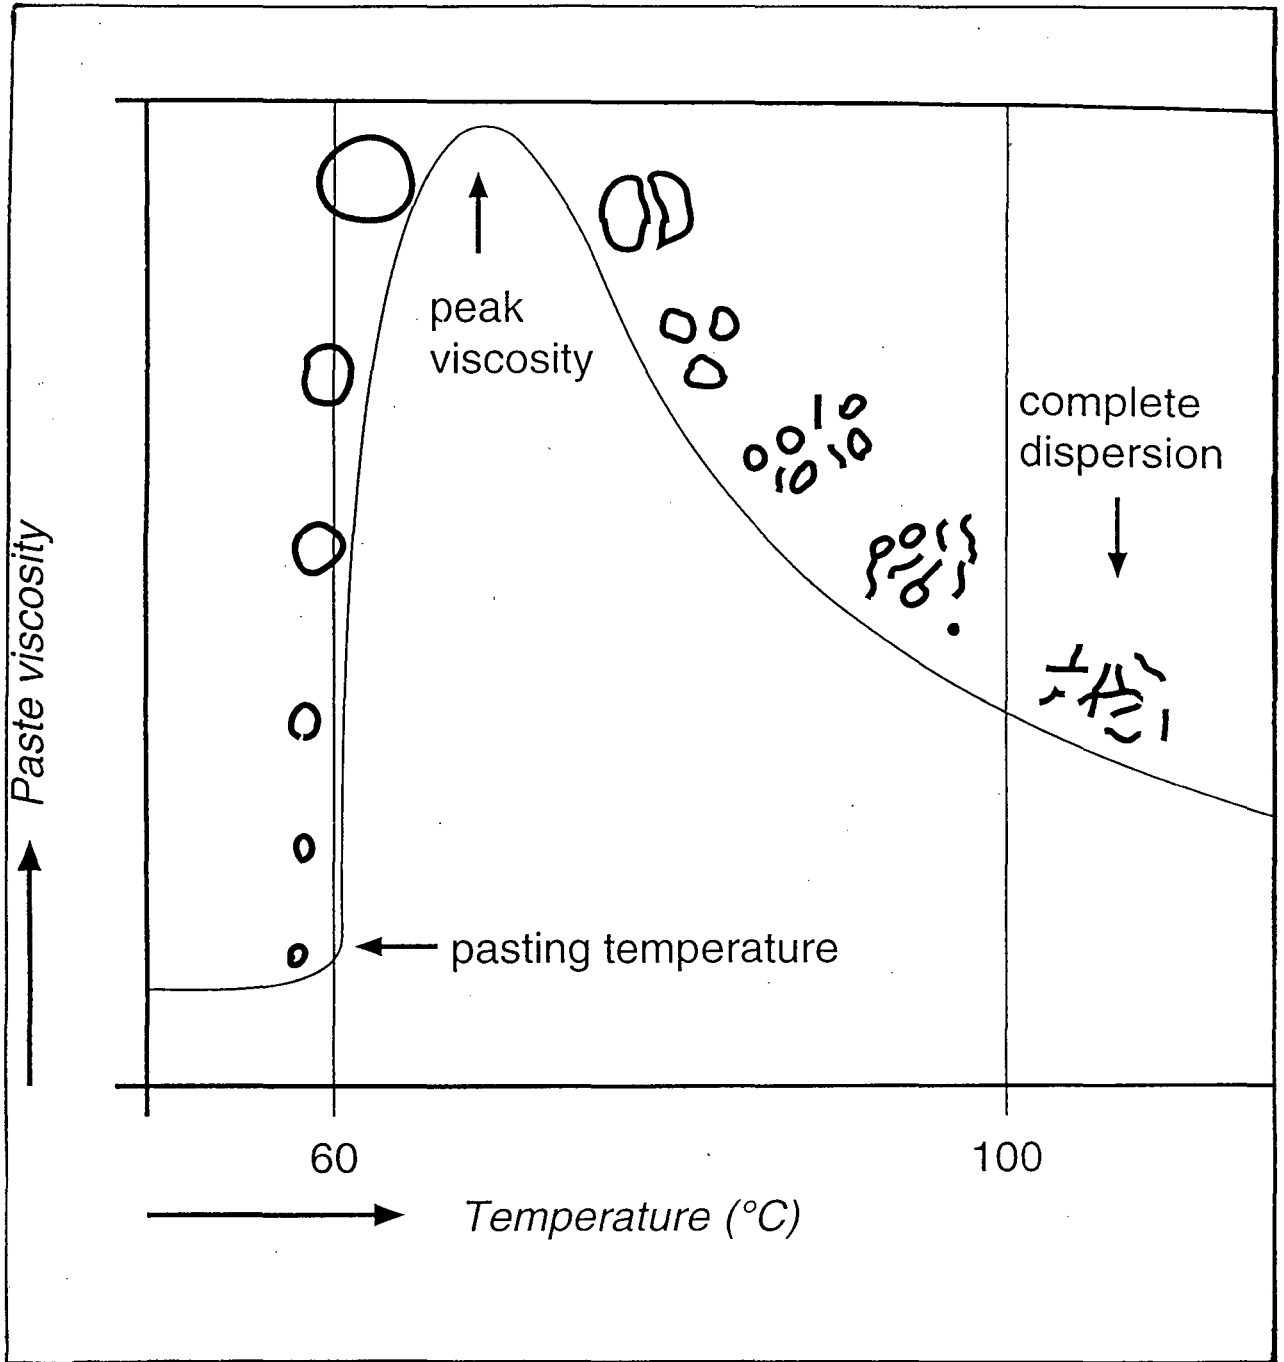 peak
viscosity
complete
dispersion
Paste viscosity
pasting temperature
60
100
Temperature (°C)